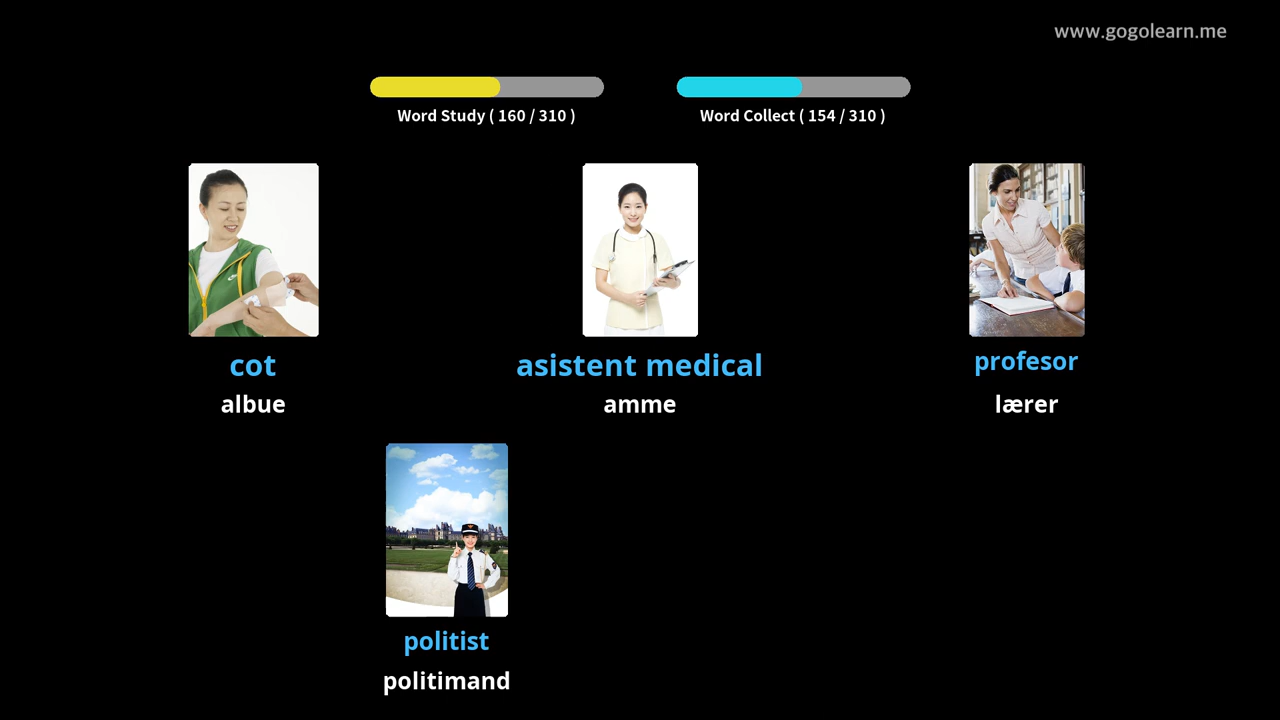 www.gogolearn.me
Word Study ( 160 / 310 )
Word Collect ( 154 / 310 )
cot
asistent medical
profesor
albue
amme
lærer
politist
politimand